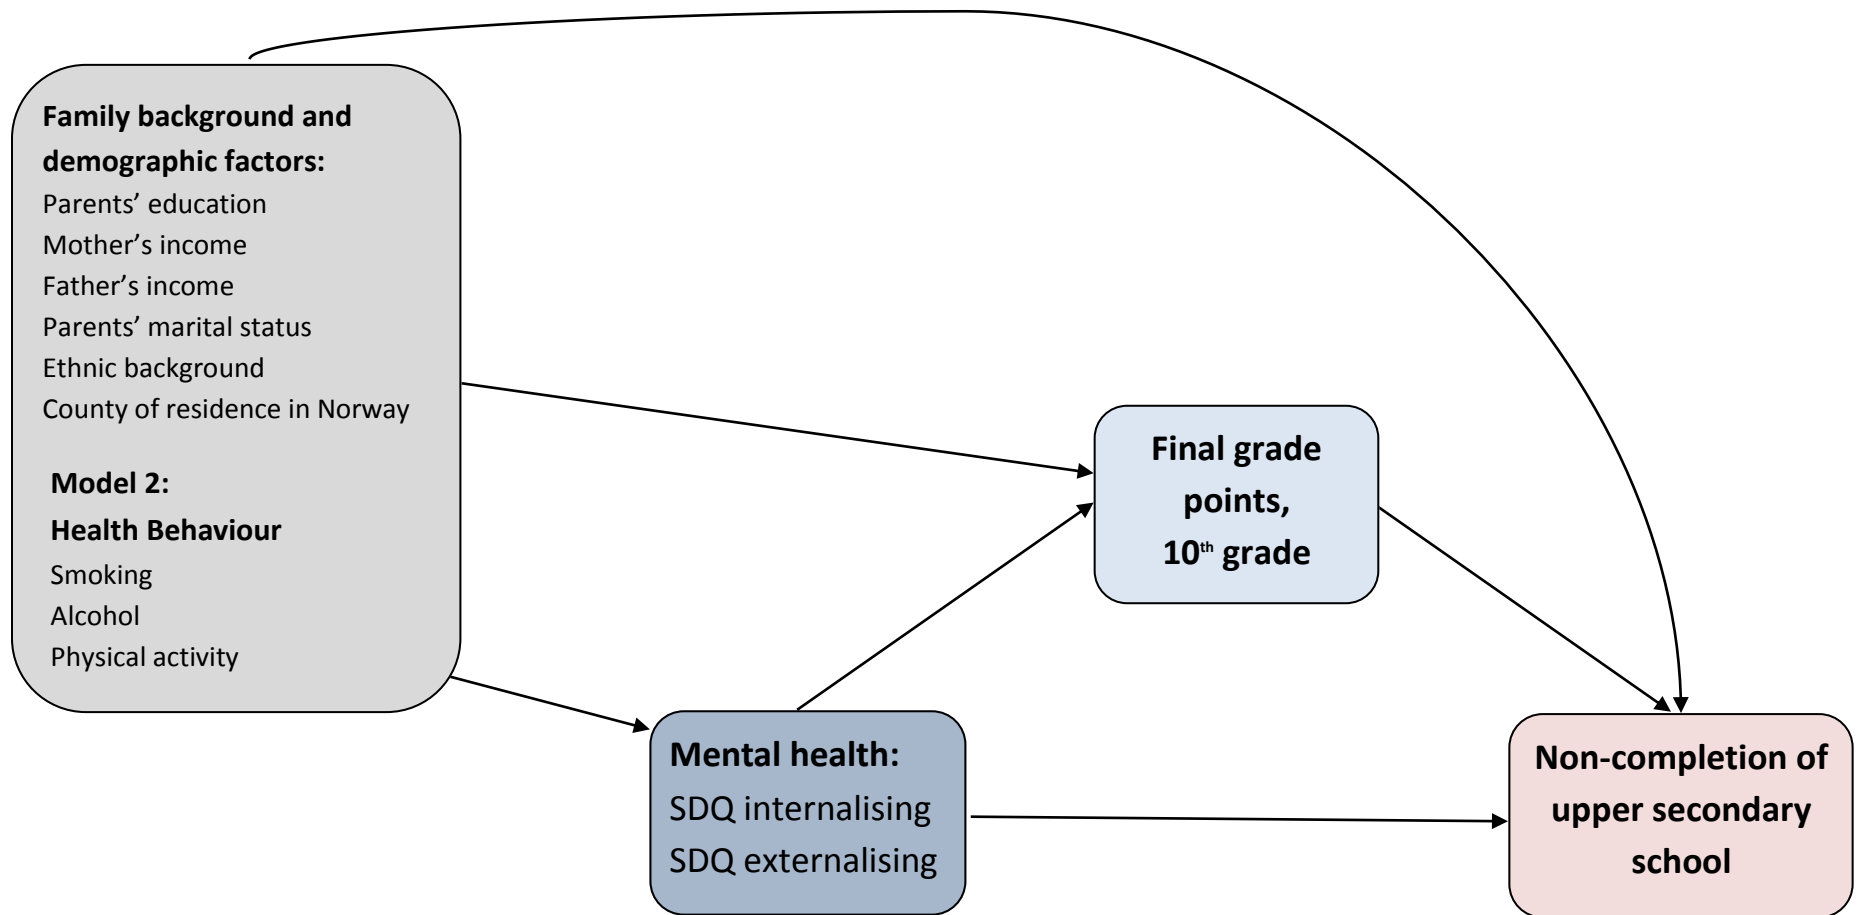 Family background and
demographic factors:
Parents’ education
Mother’s income
Father’s income
Parents’ marital status
Ethnic background
County of residence in Norway
Model 2:
Health Behaviour
Smoking
Alcohol
Physical activity
Final grade
points,
10th grade
Mental health:
SDQ internalising
SDQ externalising
Non-completion of
upper secondary
school